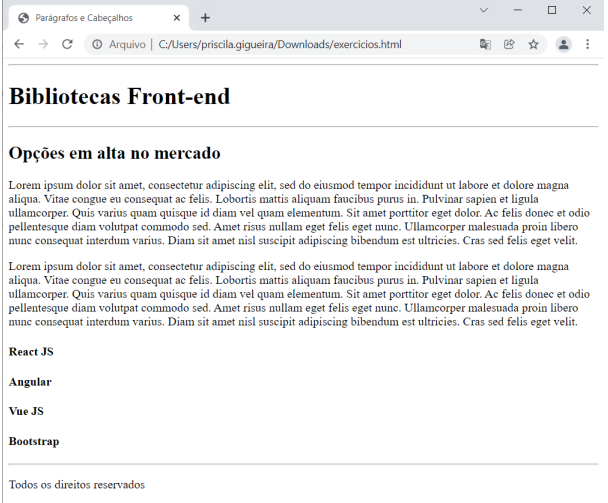 Parágrafos e Cabeçalhos
Arquivo | C:/Users/priscila.gigueira/Downloads/exercicios.html
Bibliotecas Front-end
Opções em alta no mercado
Lorem ipsum dolor sit amet, consectetur adipiscing elit, sed do eiusmod tempor incididunt ut labore et dolore magna
aliqua. Vitae congue eu consequat ac felis. Lobortis mattis aliquam faucibus purus in. Pulvinar sapien et ligula
ullamcorper. Quis varius quam quisque id diam vel quam elementum. Sit amet porttitor eget dolor. Ac felis donec et odio
pellentesque diam volutpat commodo sed. Amet risus nullam eget felis eget nunc. Ullamcorper malesuada proin libero
nunc consequat interdum varius. Diam sit amet nisl suscipit adipiscing bibendum est ultricies. Cras sed felis eget velit.
Lorem ipsum dolor sit amet, consectetur adipiscing elit, sed do eiusmod tempor incididunt ut labore et dolore magna
aliqua. Vitae congue eu consequat ac felis. Lobortis mattis aliquam faucibus purus in. Pulvinar sapien et ligula
ullamcorper. Quis varius quam quisque id diam vel quam elementum. Sit amet porttitor eget dolor. Ac felis donec et odio
pellentesque diam volutpat commodo sed. Amet risus nullam eget felis eget nunc. Ullamcorper malesuada proin libero
nunc consequat interdum varius. Diam sit amet nisl suscipit adipiscing bibendum est ultricies. Cras sed felis eget velit.
React JS
Angular
Vue JS
Bootstrap
Todos os direitos reservados